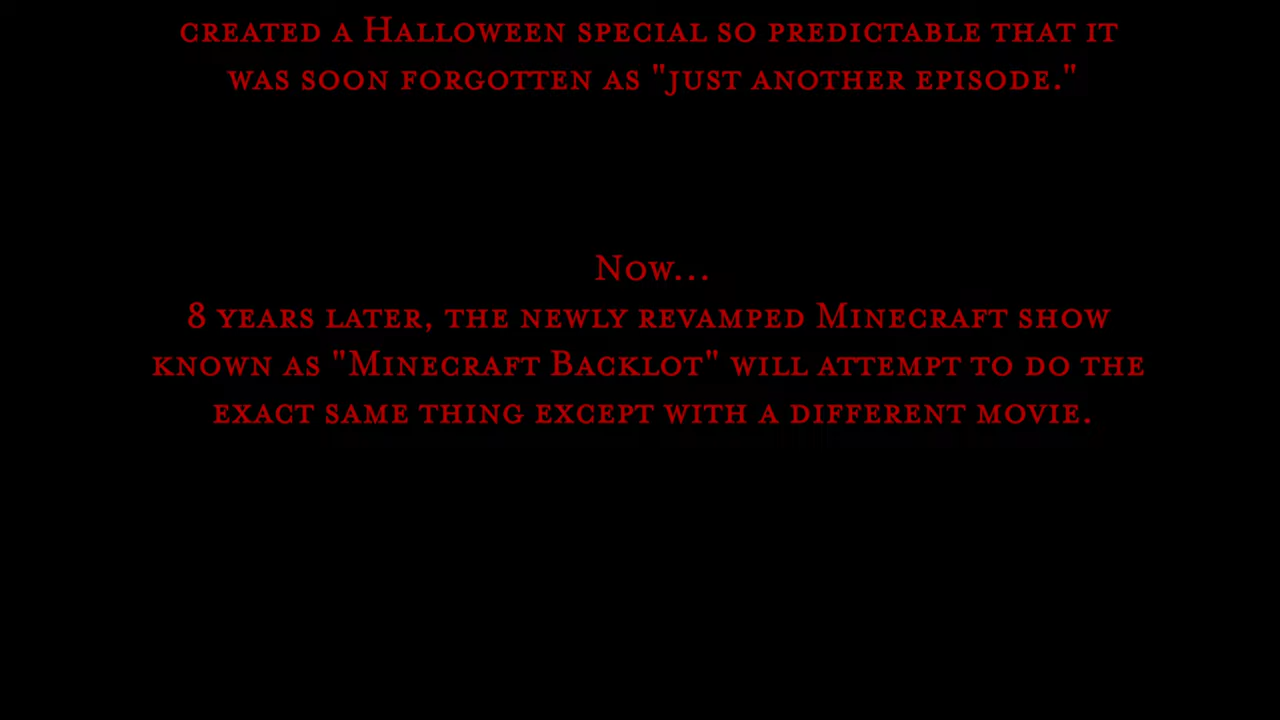 created a Halloween special so predictable that it
was soon forgotten as "just another episode."
Now...
8 years later, the newly revamped Minecraft show
known as "Minecraft Backlot" will attempt to do the
exact same thing except with a different movie.